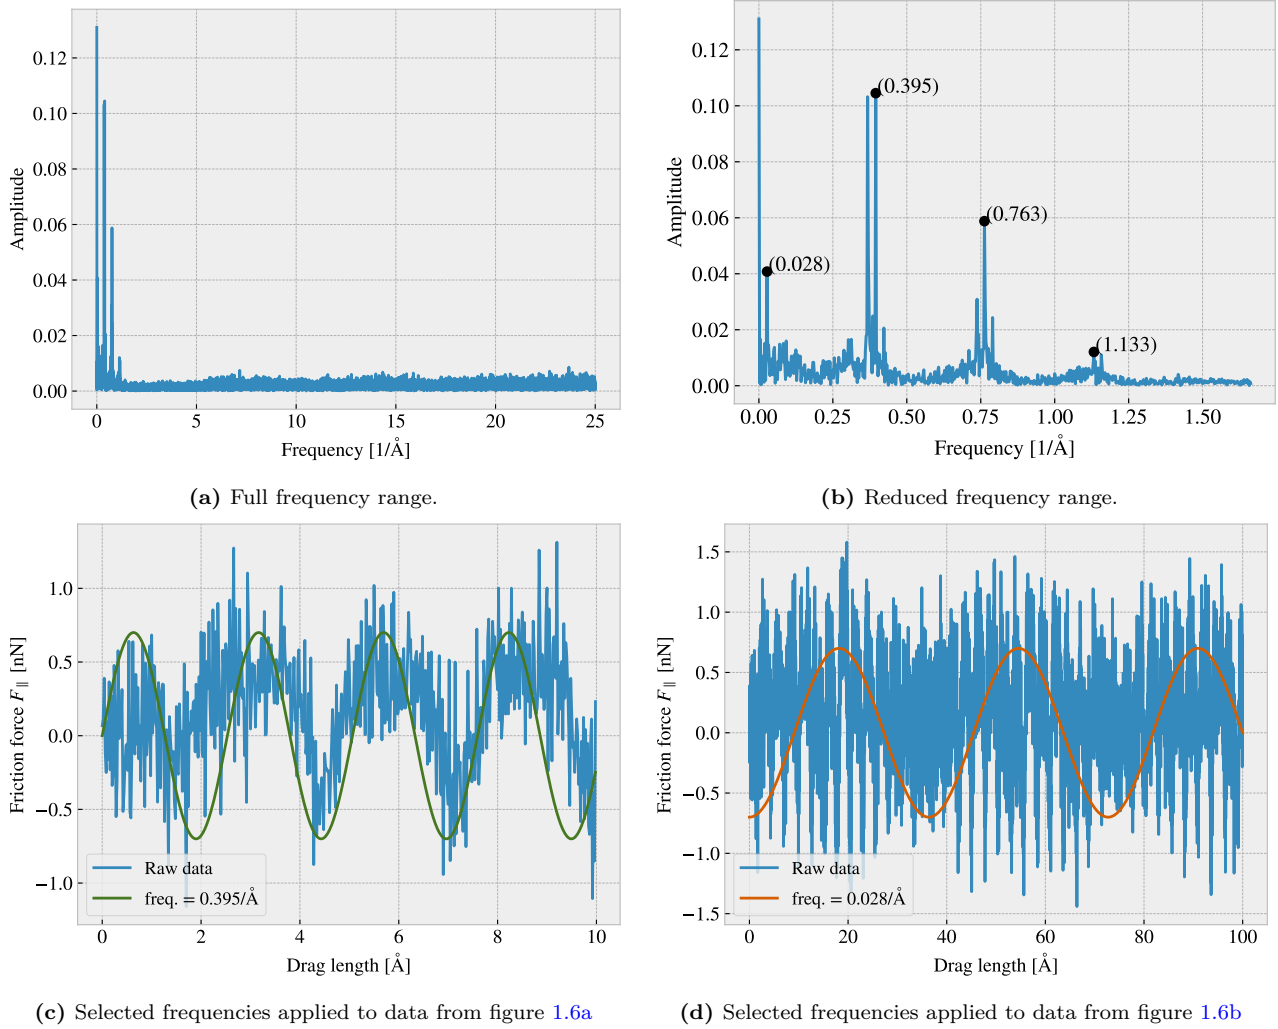 0.12
0.10
0.08
0.06
0.04
0.02
0.00
Amplitude
0 5 10 15 20 25
Frequency [1/Å]
(a) Full frequency range.
0.12
0.10
0.08
0.06
0.04
0.02
0.00
Amplitude
(0.395)
(0.763)
(0.028)
(1.133)
0.00 0.25 0.50 0.75 1.00 1.25 1.50
Frequency [1/Å]
(b) Reduced frequency range.
1.0
0.5
0.0
−0.5
−1.0
Friction force F∥ [nN]
Raw data
freq. = 0.395/Å
0 2 4 6 8 10
Drag length [Å]
(c) Selected frequencies applied to data from figure 1.6a
1.5
1.0
0.5
0.0
−0.5
−1.0
−1.5
Friction force F∥ [nN]
Raw data
freq. = 0.028/Å
0 20 40 60 80 100
Drag length [Å]
(d) Selected frequencies applied to data from figure 1.6b